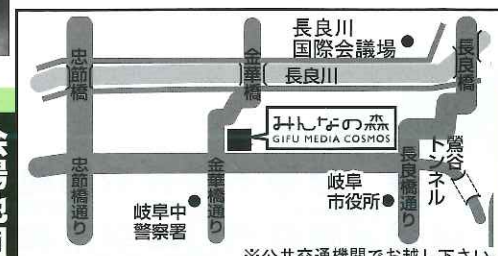 長良川
国際会議場
忠節橋
金華橋
長良橋
長良川
みんなの森
GIFU MEDIA COSMOS
忠節橋通り
金華橋通り
長良橋通り
鶯谷
トンネル
岐阜中
警察署
岐阜
市役所
※公共交通機関でお越し下さい